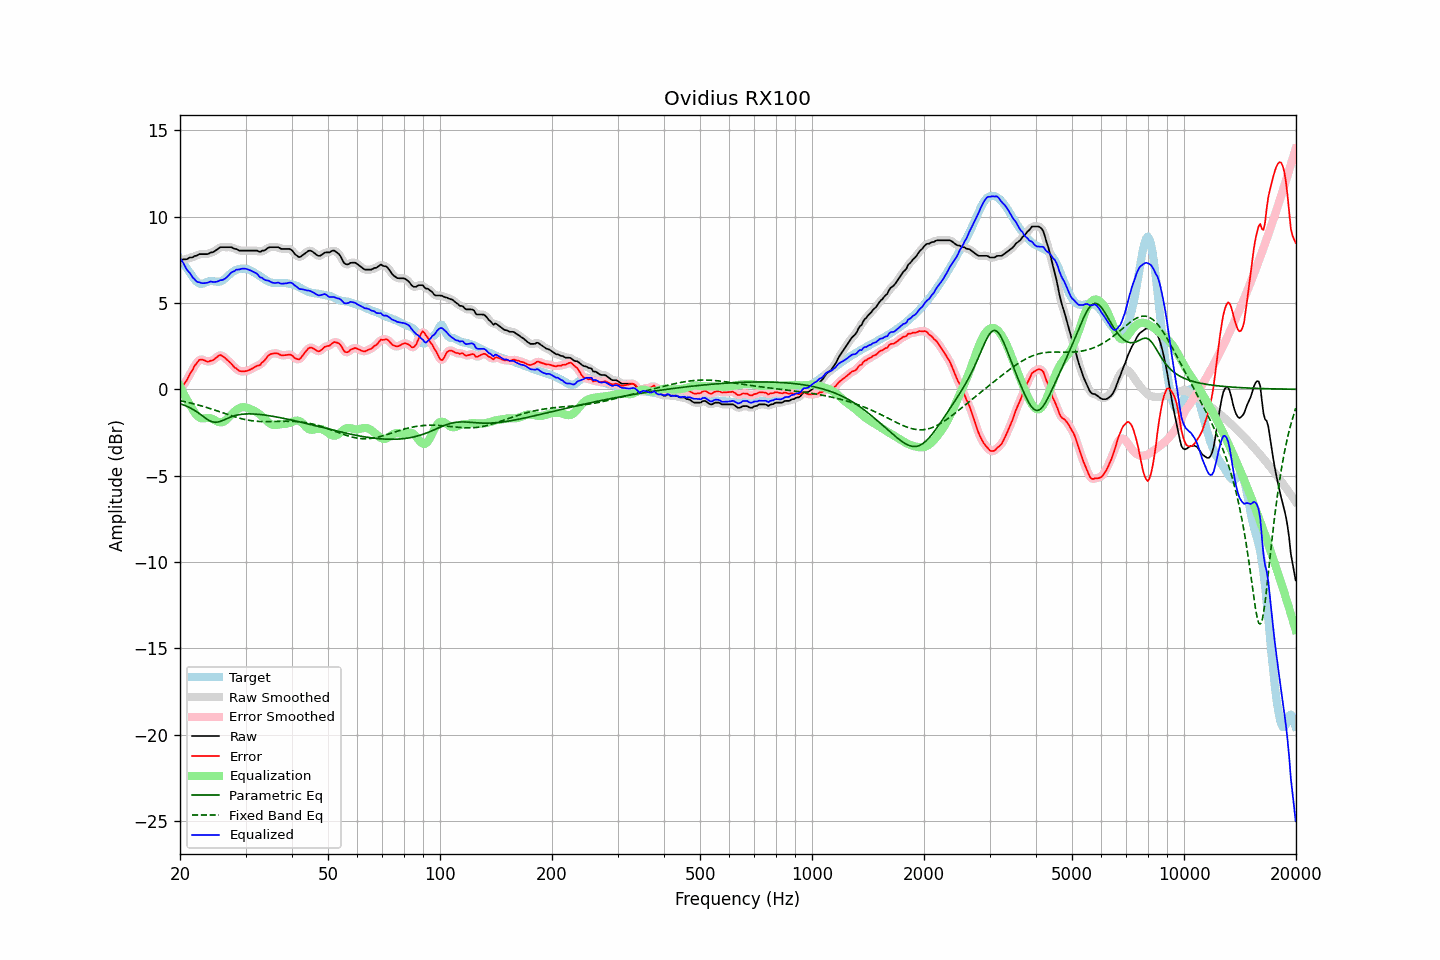 Ovidius RX100
15
10
5
0
−5
−10
−15
−20
−25
Amplitude (dBr)
Target
Raw Smoothed
Error Smoothed
Raw
Error
Equalization
Parametric Eq
Fixed Band Eq
Equalized
20 50 100 200 500 1000 2000 5000 10000 20000
Frequency (Hz)